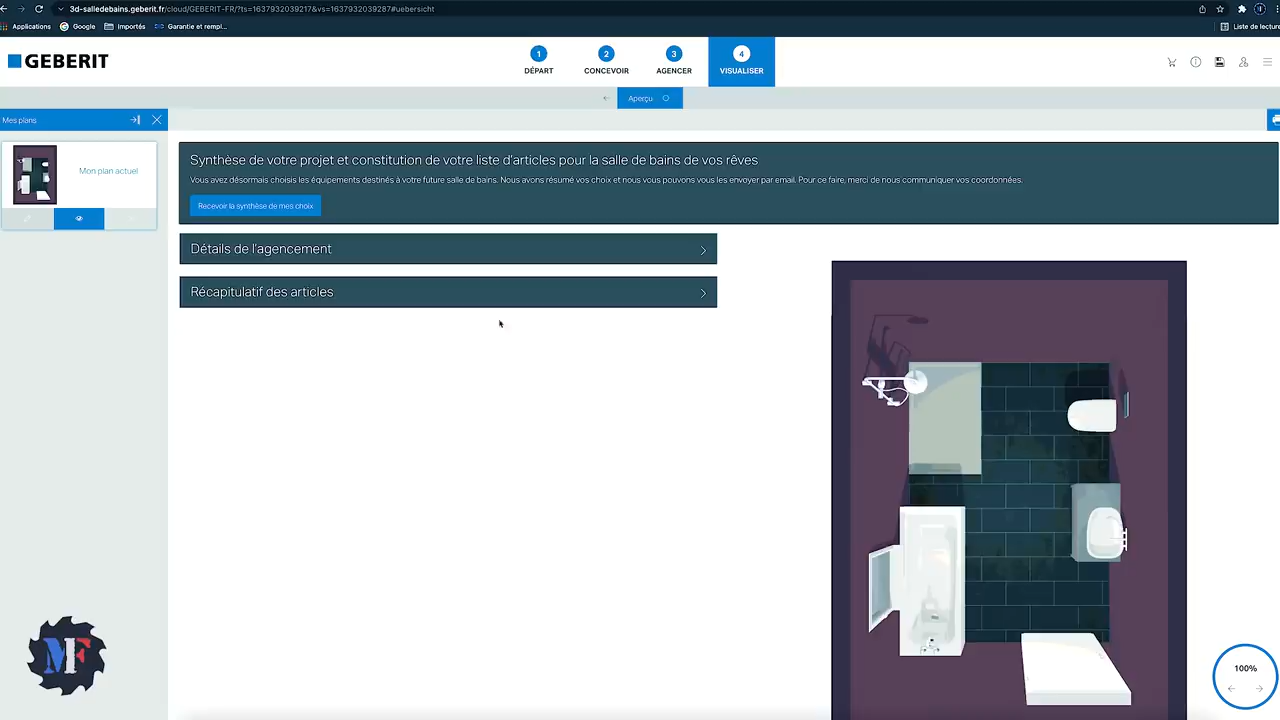 3d-salledebains.geberit.fr/cloud/GEBERIT-FR/?ts=1637932039217&vs=1637932039287#uebersicht
Applications
Google
Importés
Garantie et rempl...
Liste de lecture
GEBERIT
1
2
3
4
DÉPART
CONCEVOIR
AGENCER
VISUALISER
Aperçu
Mes plans
Mon plan actuel
Synthèse de votre projet et constitution de votre liste d'articles pour la salle de bains de vos rêves
Vous avez désormais choisis les équipements destinés à votre future salle de bains. Nous avons résumé vos choix et nous vous pouvons vous les envoyer par email. Pour ce faire, merci de nous communiquer vos coordonnées.
Recevoir la synthèse de mes choix
Détails de l'agencement
Récapitulatif des articles
MF
100%